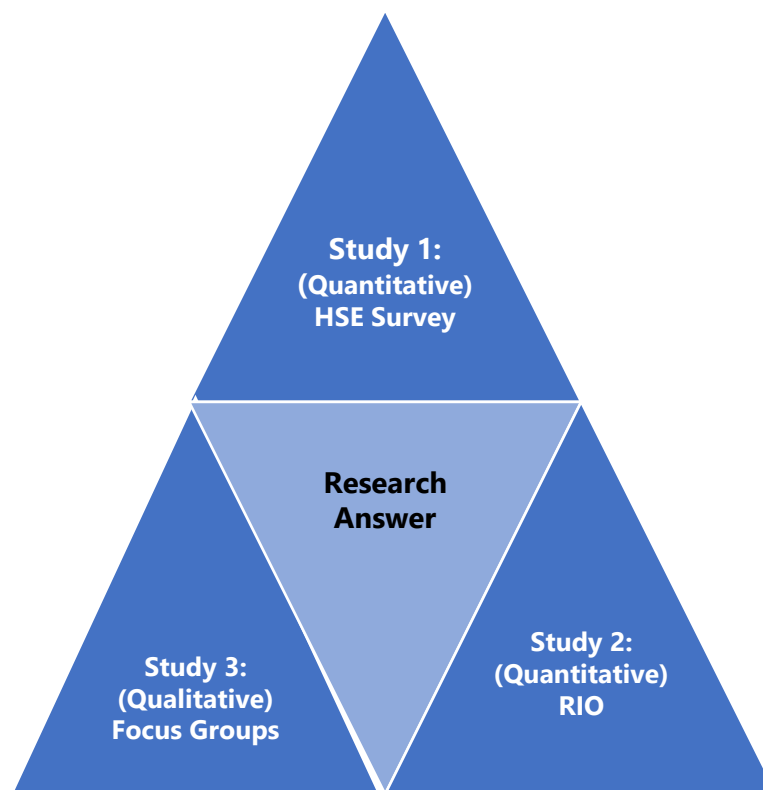 Study 1:
(Quantitative)
HSE Survey
Research
Answer
Study 3:
(Qualitative)
Focus Groups
Study 2:
(Quantitative)
RIO